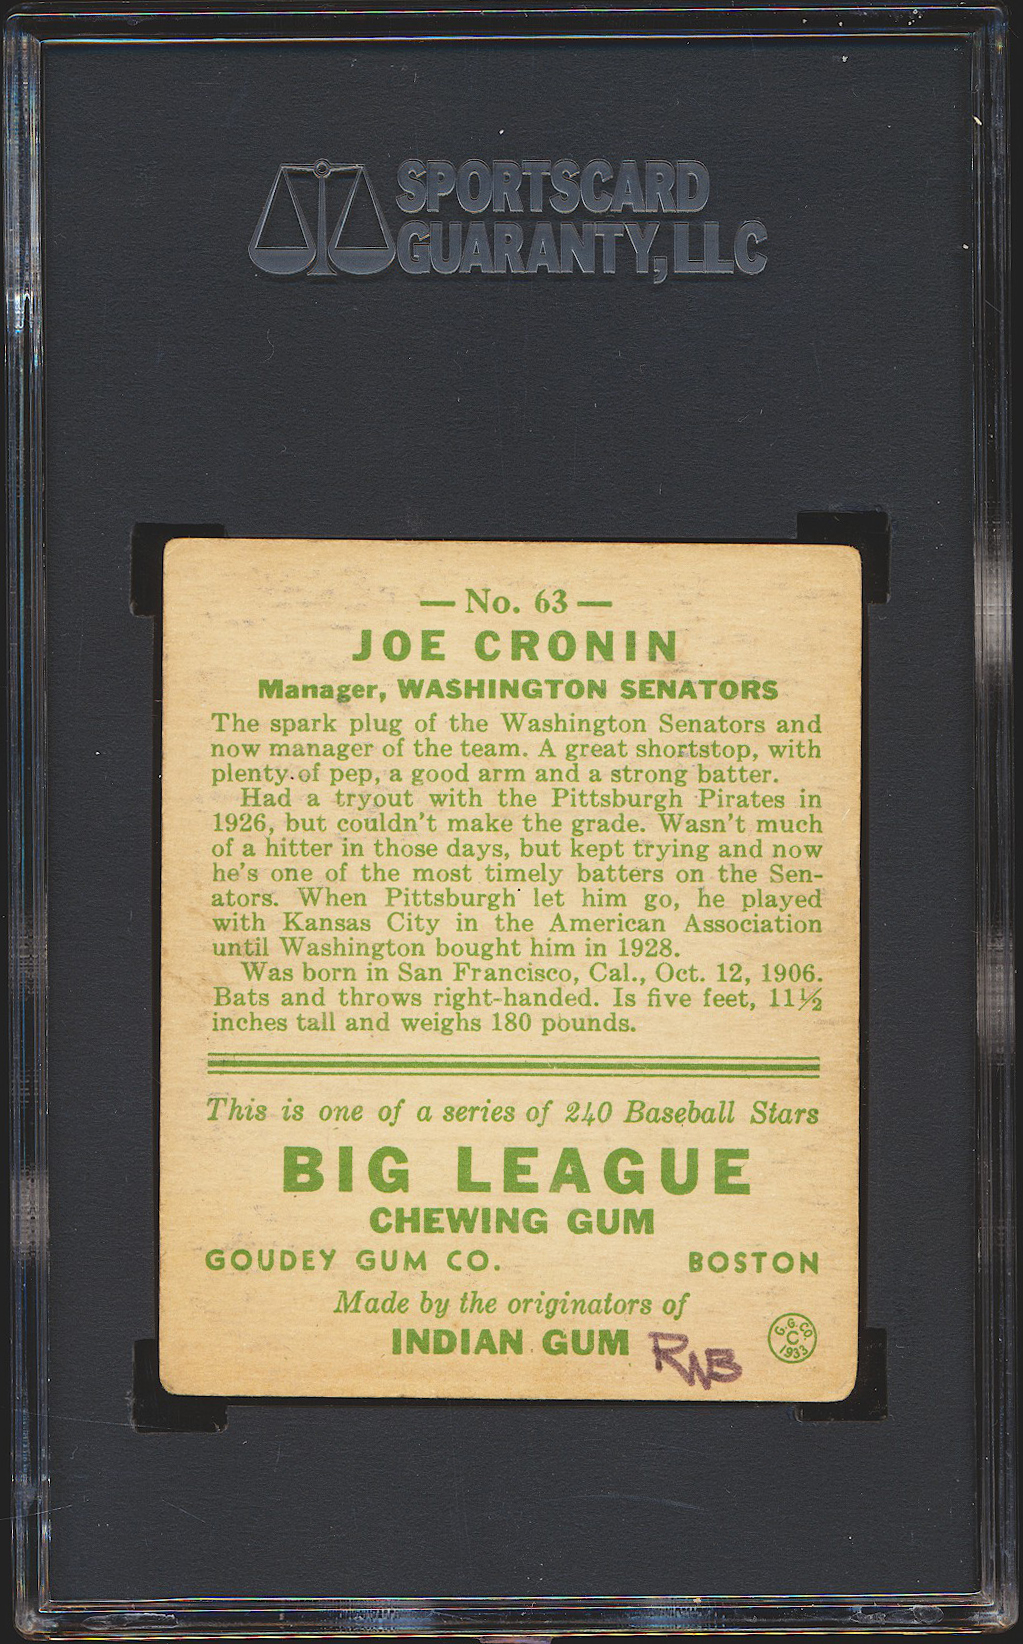 SPORTSCARD
GUARANTY, LLC
— No. 63 —
JOE CRONIN
Manager, WASHINGTON SENATORS
The spark plug of the Washington Senators and
now manager of the team. A great shortstop, with
plenty of pep, a good arm and a strong batter.
Had a tryout with the Pittsburgh Pirates in
1926, but couldn't make the grade. Wasn't much
of a hitter in those days, but kept trying and now
he's one of the most timely batters on the Sen-
ators. When Pittsburgh let him go, he played
with Kansas City in the American Association
until Washington bought him in 1928.
Was born in San Francisco, Cal., Oct. 12, 1906.
Bats and throws right-handed. Is five feet, 11½
inches tall and weighs 180 pounds.
This is one of a series of 240 Baseball Stars
BIG LEAGUE
CHEWING GUM
GOUDEY GUM CO. BOSTON
Made by the originators of
INDIAN GUM
RWB
G.G.CO.
C
1933